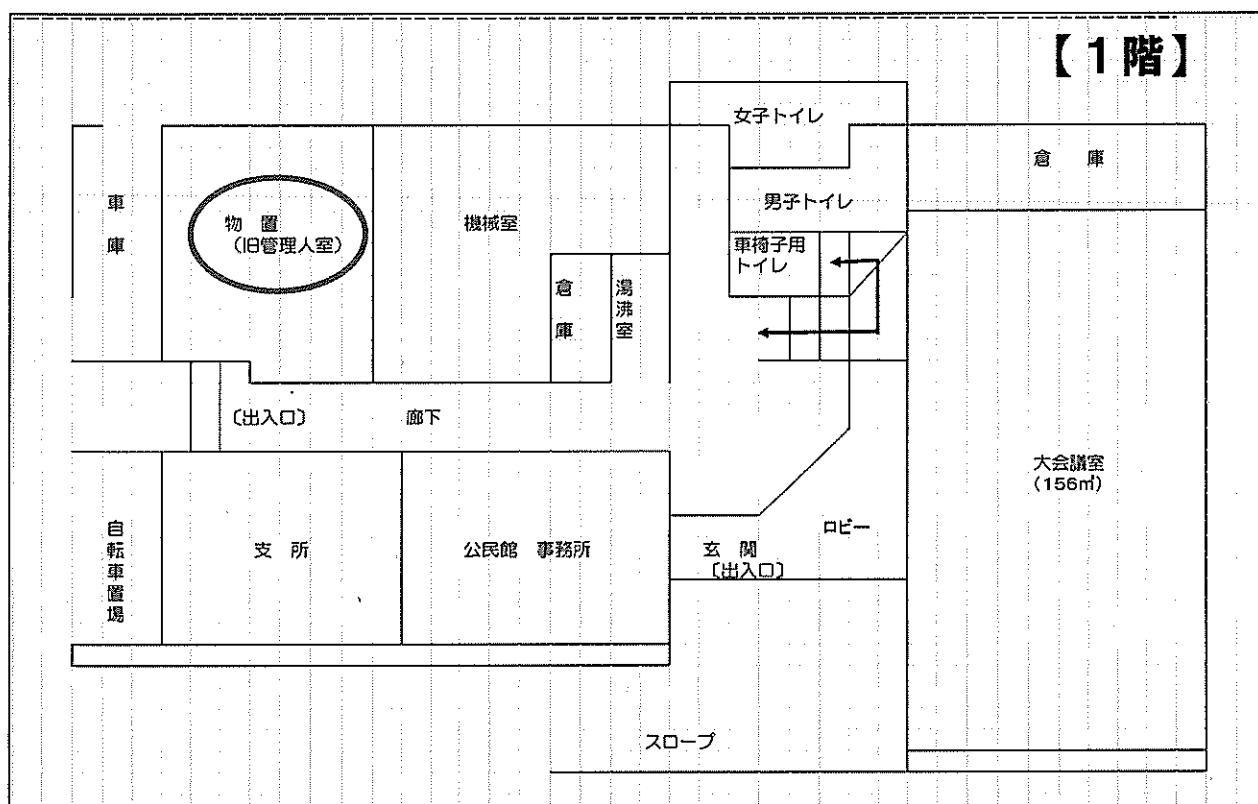 【1階】
女子トイレ
倉　庫
車庫
物　置
（旧管理人室）
機械室
男子トイレ
車椅子用
トイレ
倉庫
湯沸室
〔出入口〕
廊下
大会議室
（156㎡）
自転車置場
支　所
公民館　事務所
玄　関
〔出入口〕
ロビー
スロープ